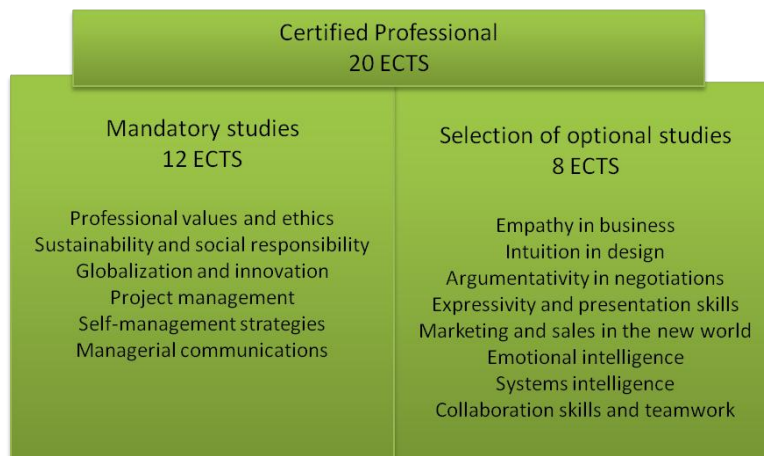 Certified Professional
20 ECTS
Mandatory studies
12 ECTS
Professional values and ethics
Sustainability and social responsibility
Globalization and innovation
Project management
Self-management strategies
Managerial communications
Selection of optional studies
8 ECTS
Empathy in business
Intuition in design
Argumentativity in negotiations
Expressivity and presentation skills
Marketing and sales in the new world
Emotional intelligence
Systems intelligence
Collaboration skills and teamwork